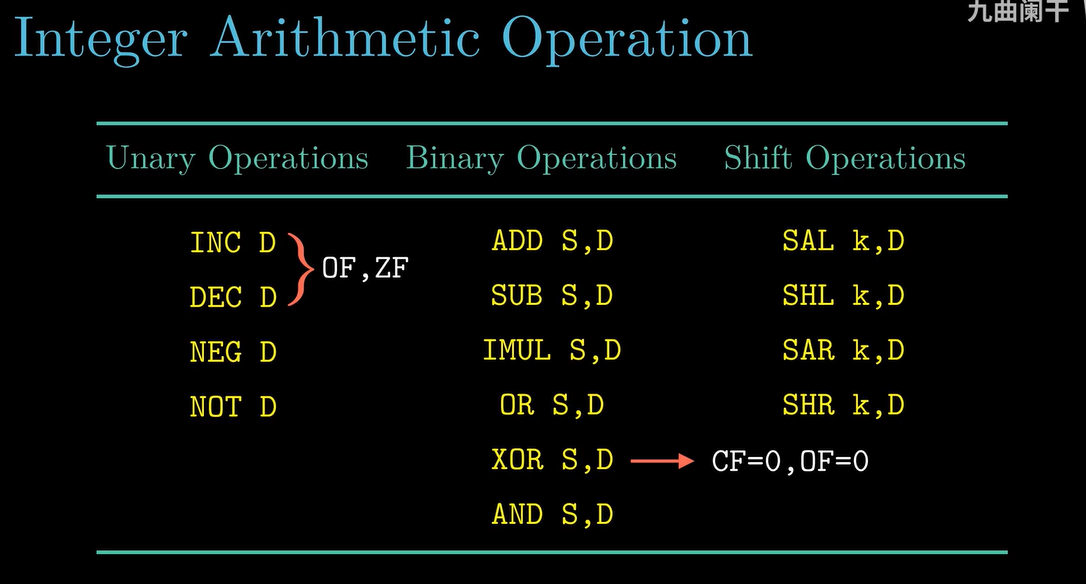 九曲阑干
Integer Arithmetic Operation
Unary Operations Binary Operations Shift Operations
INC D ADD S,D SAL k,D
OF,ZF
DEC D SUB S,D SHL k,D
NEG D IMUL S,D SAR k,D
NOT D OR S,D SHR k,D
XOR S,D CF=0,OF=0
AND S,D